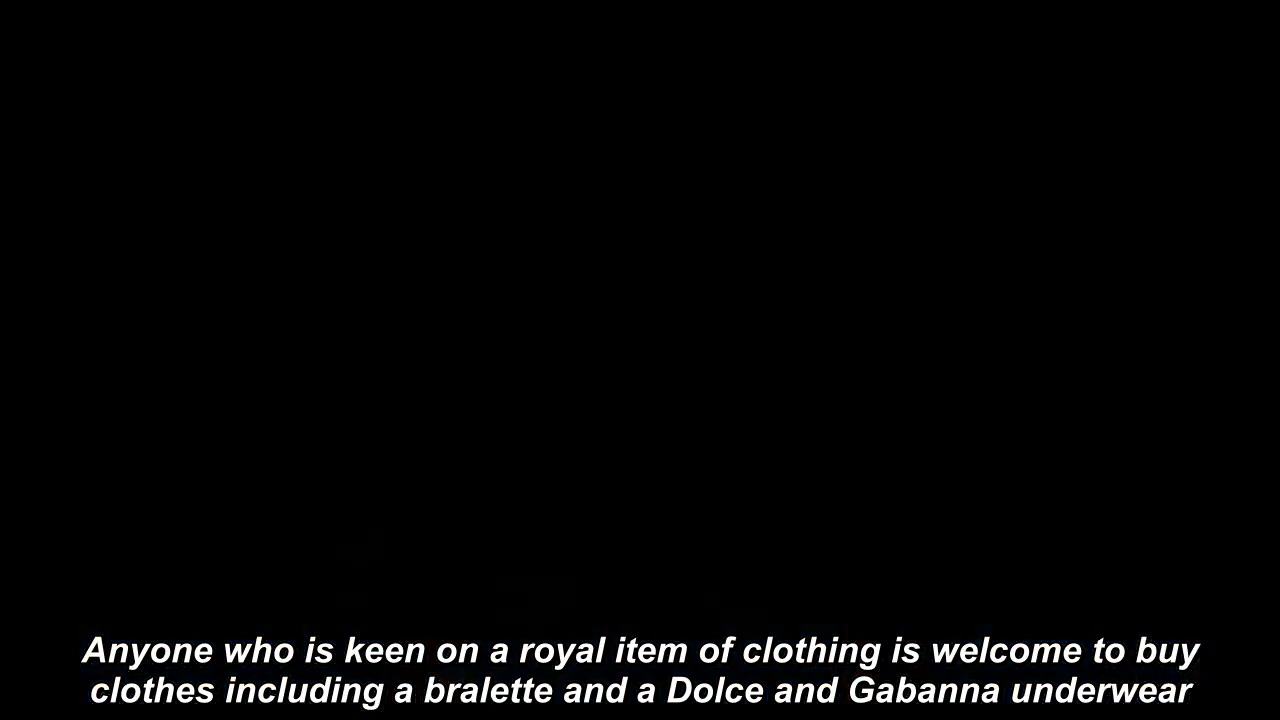 Anyone who is keen on a royal item of clothing is welcome to buy
clothes including a bralette and a Dolce and Gabanna underwear